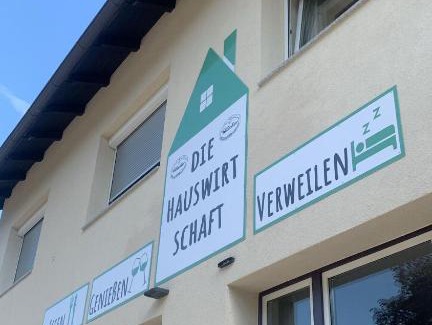 DIE
HAUSWIRT
SCHAFT
VERWEILEN
Z Z Z
GENIEßEN